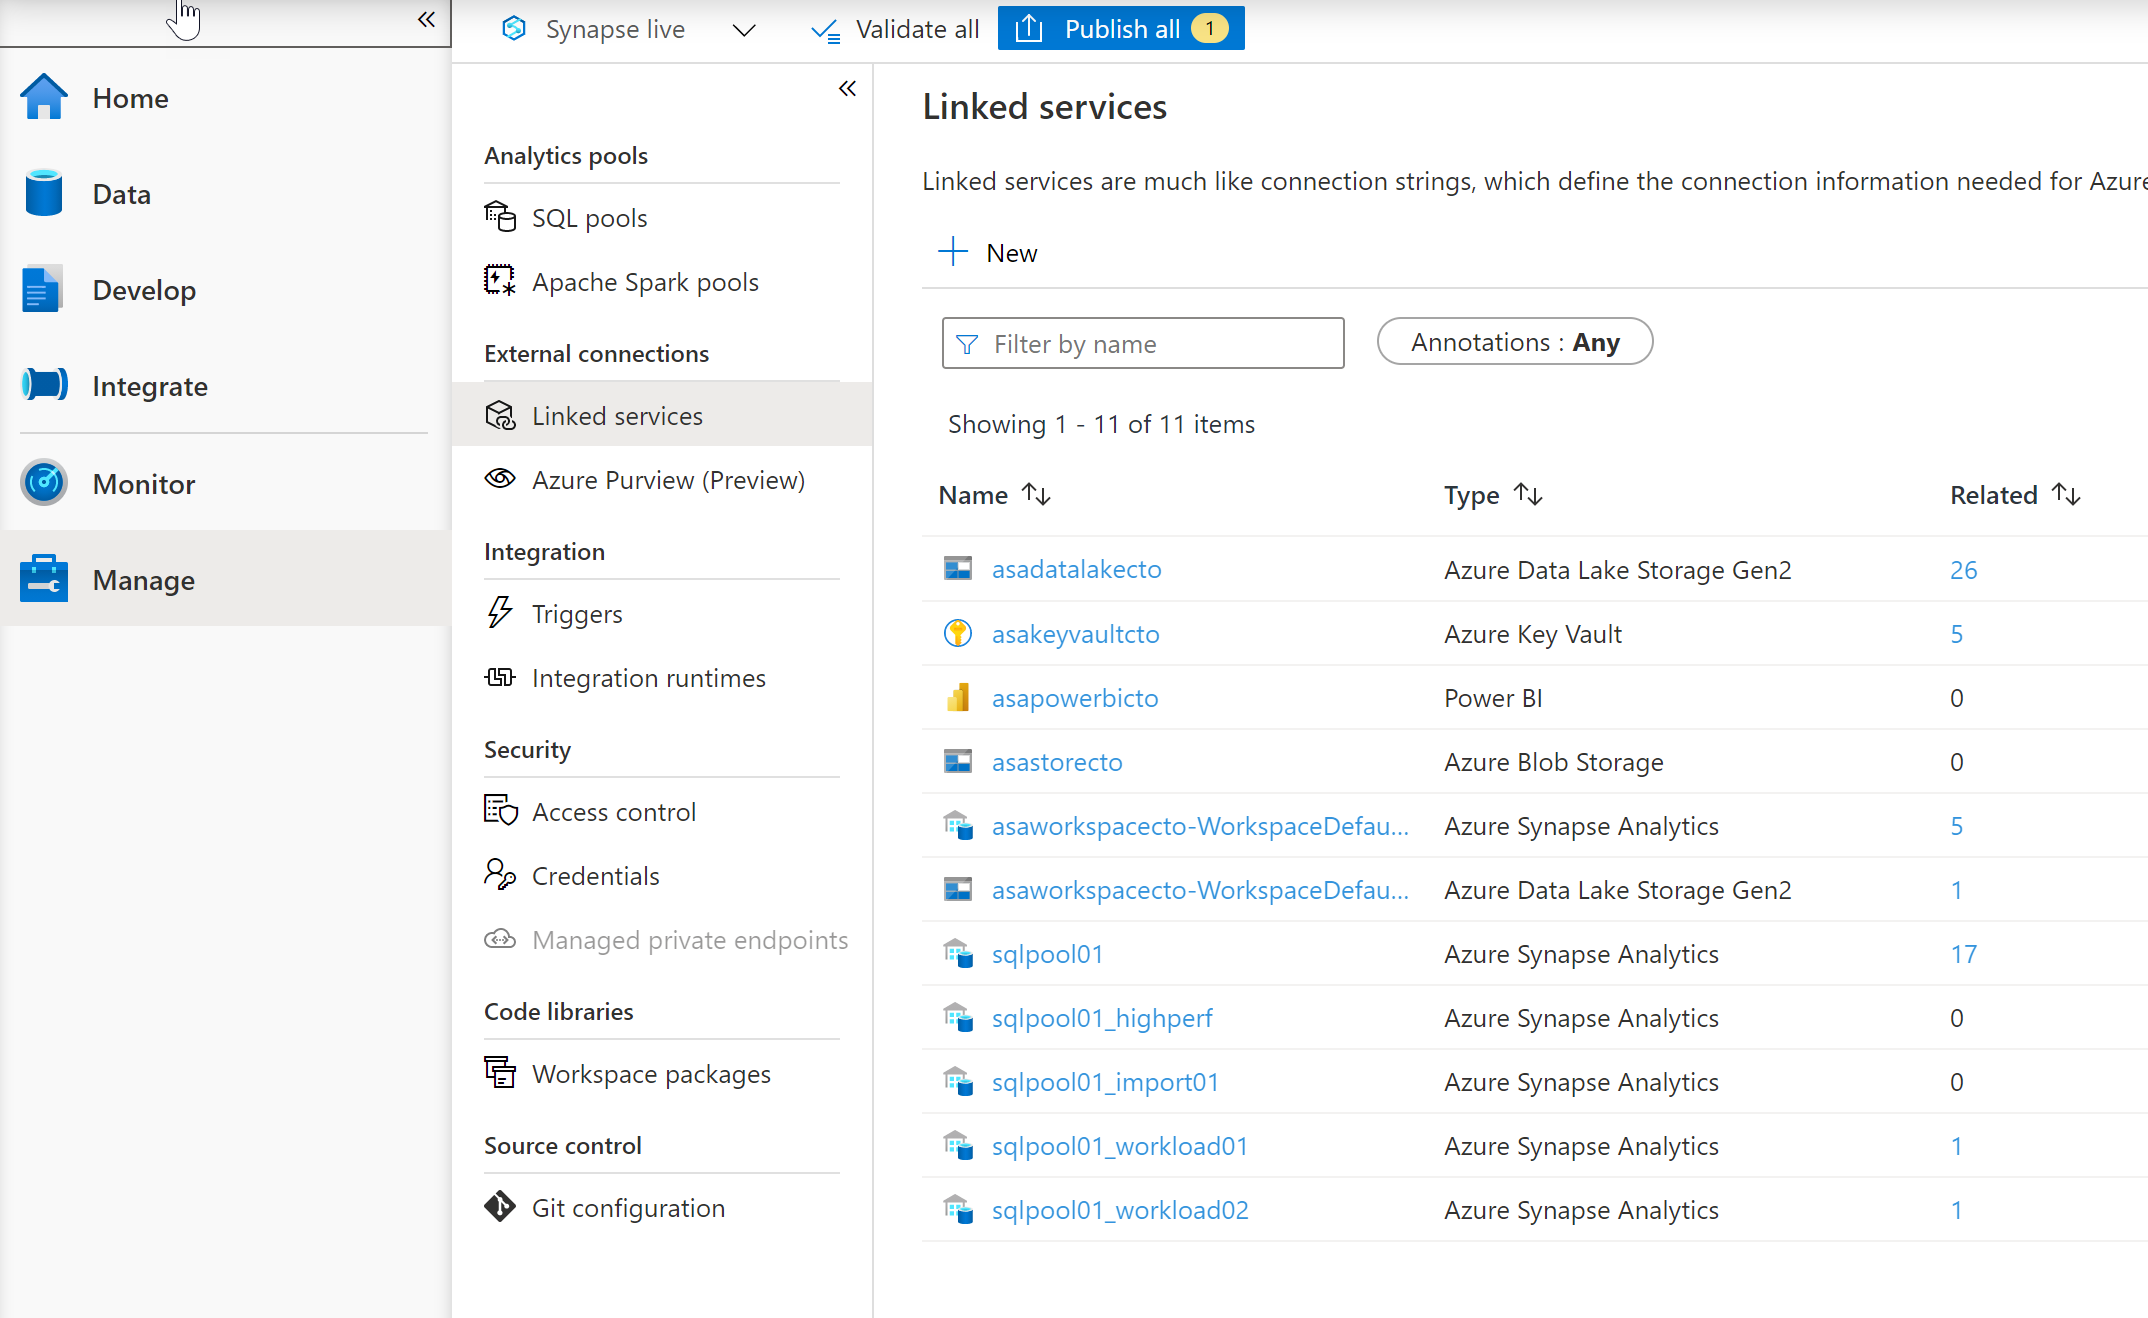 Synapse live
Validate all
Publish all 1
Home
Data
Develop
Integrate
Monitor
Manage
Analytics pools
SQL pools
Apache Spark pools
External connections
Linked services
Azure Purview (Preview)
Integration
Triggers
Integration runtimes
Security
Access control
Credentials
Managed private endpoints
Code libraries
Workspace packages
Source control
Git configuration
Linked services
Linked services are much like connection strings, which define the connection information needed for Azure
New
Filter by name
Annotations : Any
Showing 1 - 11 of 11 items
Name Type Related
asadatalakecto Azure Data Lake Storage Gen2 26
asakeyvaultcto Azure Key Vault 5
asapowerbicto Power BI 0
asastorecto Azure Blob Storage 0
asaworkspacecto-WorkspaceDefau... Azure Synapse Analytics 5
asaworkspacecto-WorkspaceDefau... Azure Data Lake Storage Gen2 1
sqlpool01 Azure Synapse Analytics 17
sqlpool01_highperf Azure Synapse Analytics 0
sqlpool01_import01 Azure Synapse Analytics 0
sqlpool01_workload01 Azure Synapse Analytics 1
sqlpool01_workload02 Azure Synapse Analytics 1